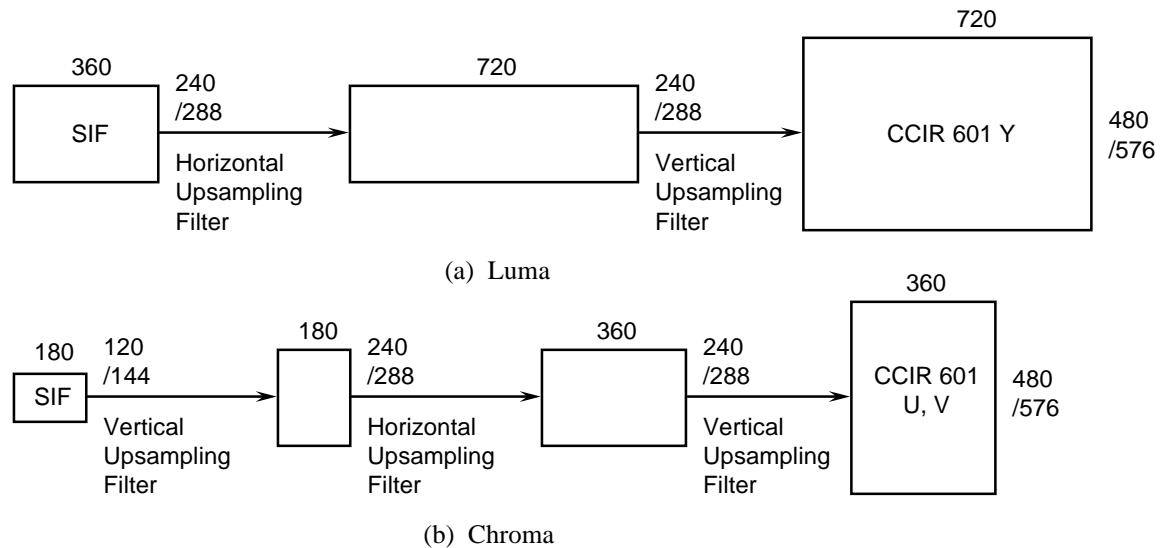 720
360
240
/288
720
240
/288
SIF
CCIR 601 Y
480
/576
Horizontal
Upsampling
Filter
Vertical
Upsampling
Filter
(a) Luma
360
180
120
/144
180
240
/288
360
240
/288
SIF
CCIR 601
U, V
480
/576
Vertical
Upsampling
Filter
Horizontal
Upsampling
Filter
Vertical
Upsampling
Filter
(b) Chroma